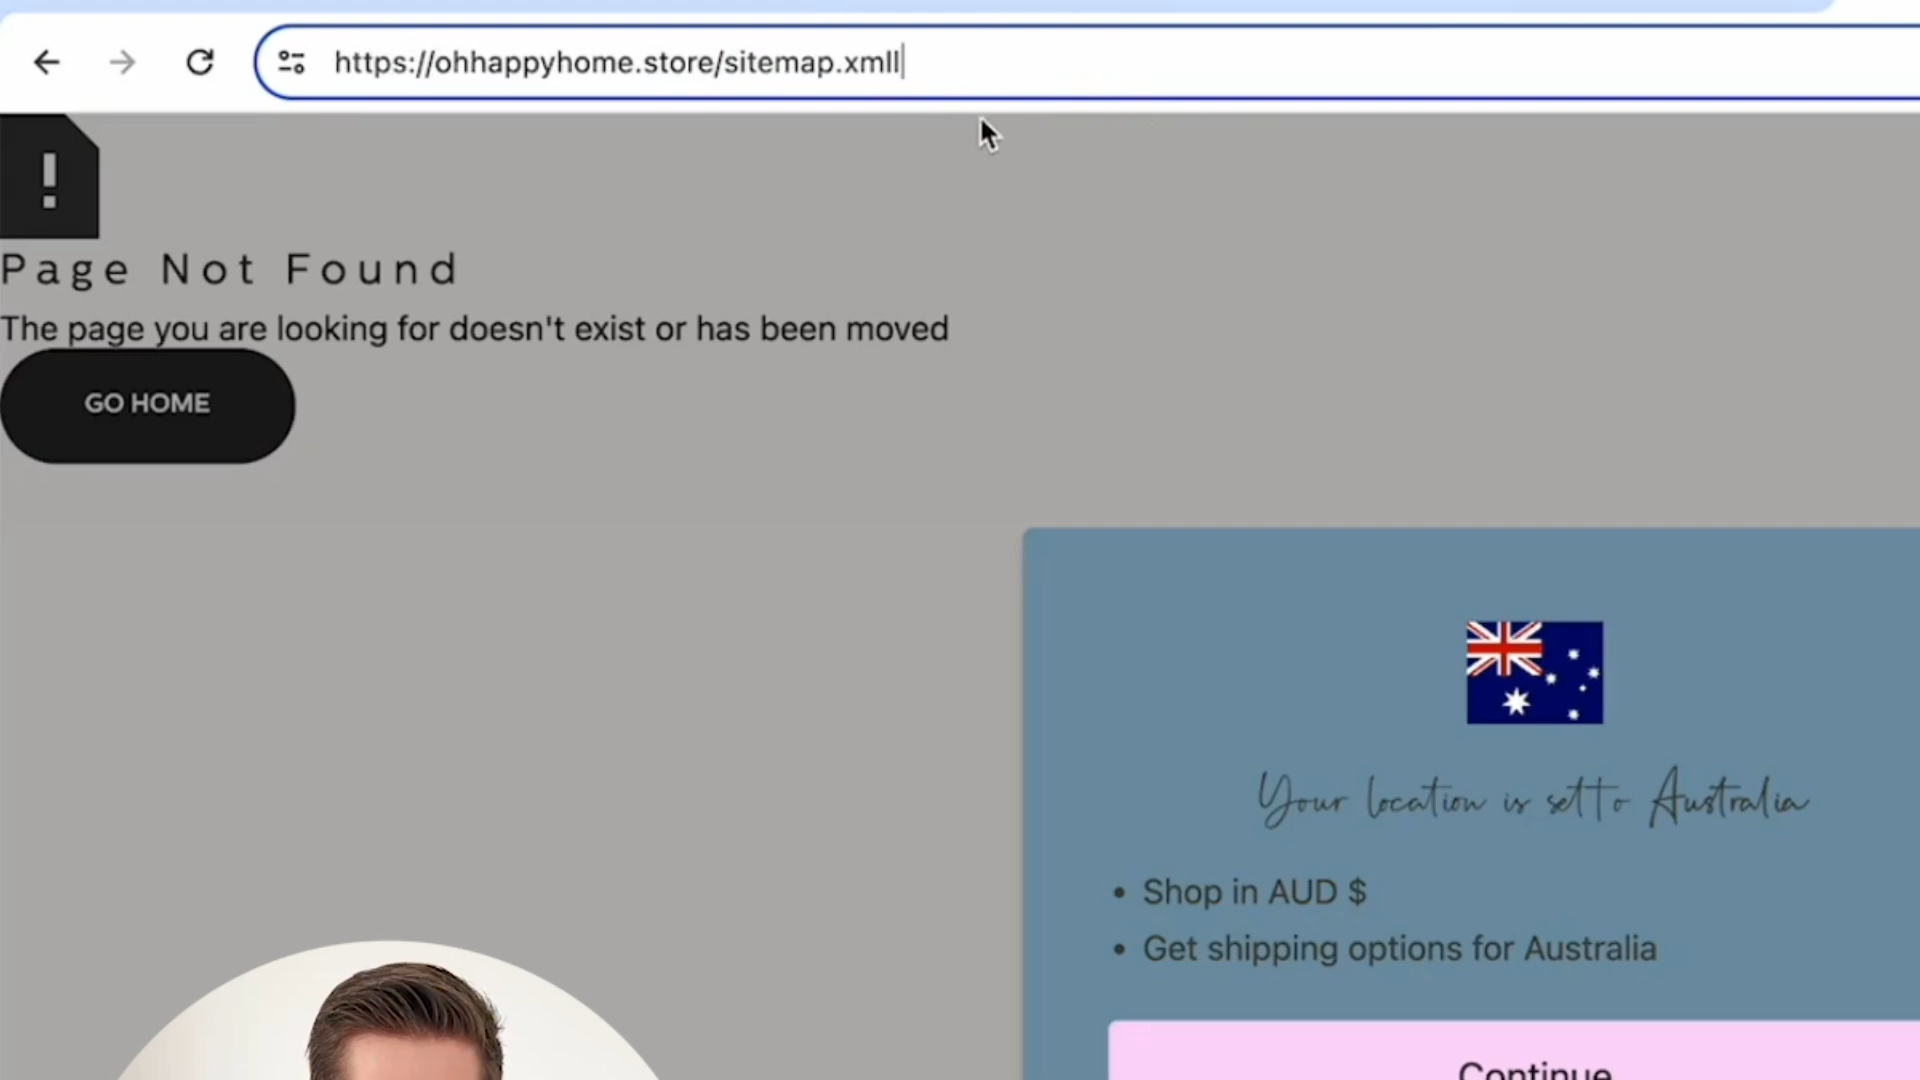 https://ohhappyhome.store/sitemap.xmll
!
Page Not Found
The page you are looking for doesn't exist or has been moved
GO HOME
Your location is set to Australia
• Shop in AUD $
• Get shipping options for Australia
Continue